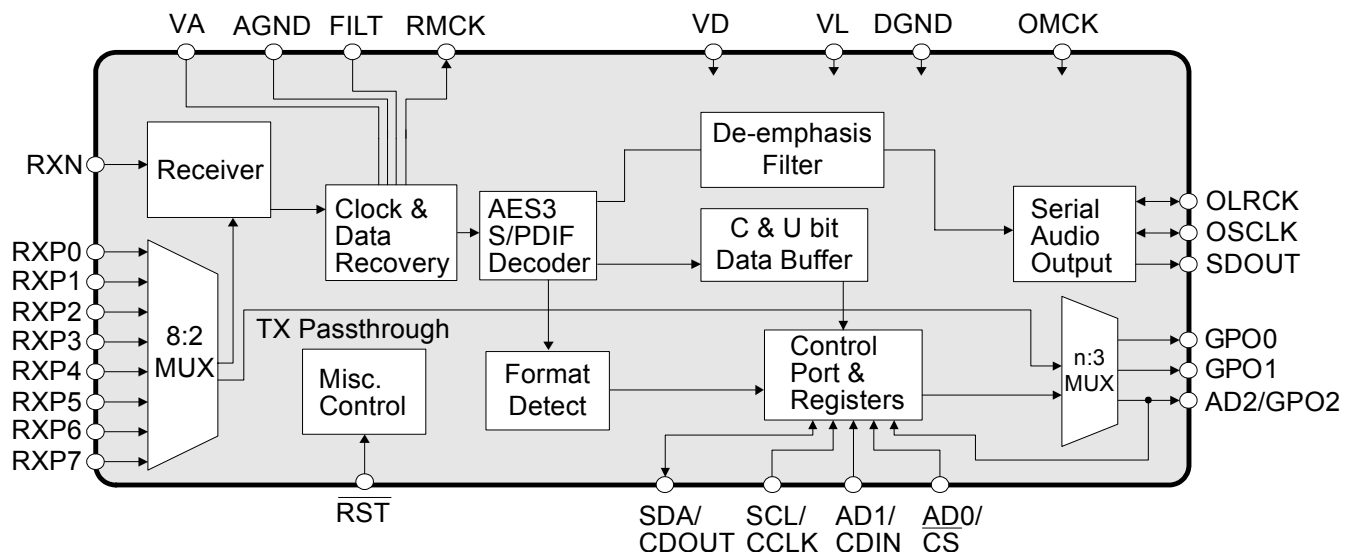 VA AGND FILT RMCK VD VL DGND OMCK
RXN
Receiver
Clock &
Data
Recovery
AES3
S/PDIF
Decoder
De-emphasis
Filter
C & U bit
Data Buffer
Serial
Audio
Output
OLRCK
OSCLK
SDOUT
RXP0
RXP1
RXP2
RXP3
RXP4
RXP5
RXP6
RXP7
8:2
MUX
TX Passthrough
Misc.
Control
Format
Detect
Control
Port &
Registers
n:3
MUX
GPO0
GPO1
AD2/GPO2
RST
SDA/
CDOUT
SCL/
CCLK
AD1/
CDIN
AD0/
CS